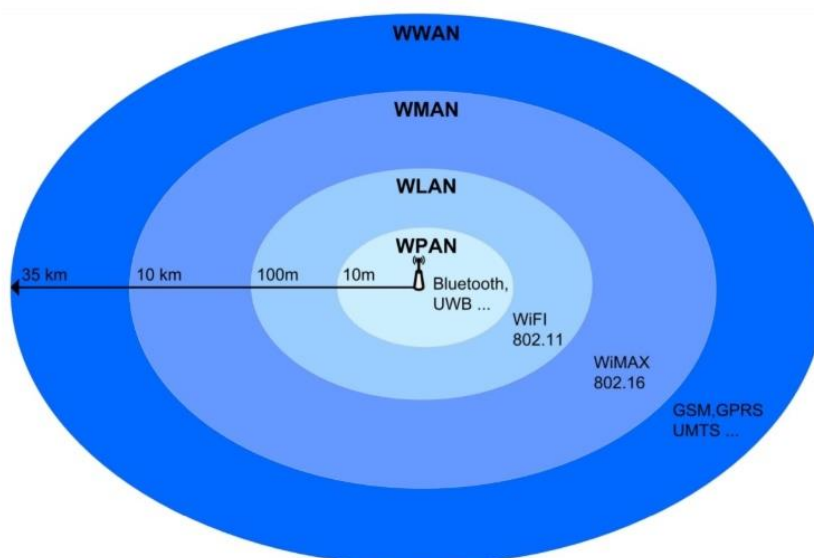 WWAN
WMAN
WLAN
WPAN
35 km
10 km
100m
10m
Bluetooth,
UWB ...
WiFI
802.11
WiMAX
802.16
GSM,GPRS
UMTS ...